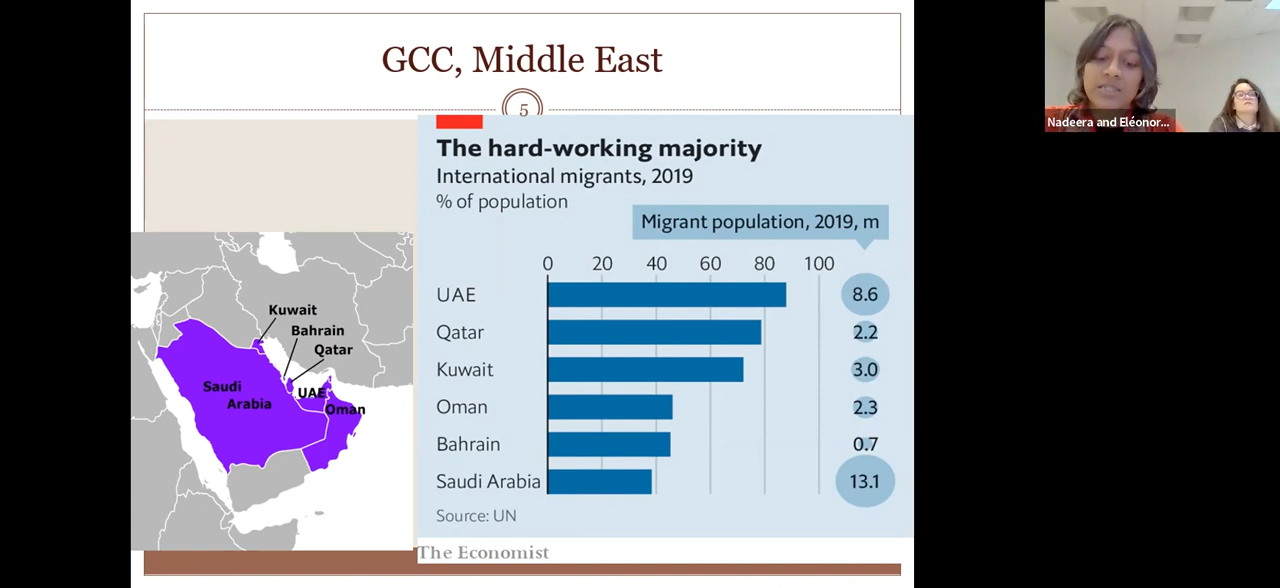 GCC, Middle East
5
The hard-working majority
International migrants, 2019
% of population
Migrant population, 2019, m
0 20 40 60 80 100
UAE 8.6
Qatar 2.2
Kuwait 3.0
Oman 2.3
Bahrain 0.7
Saudi Arabia 13.1
Source: UN
The Economist
Kuwait
Bahrain
Qatar
Saudi
Arabia
UAE
Oman
Nadeera and Eléonor...